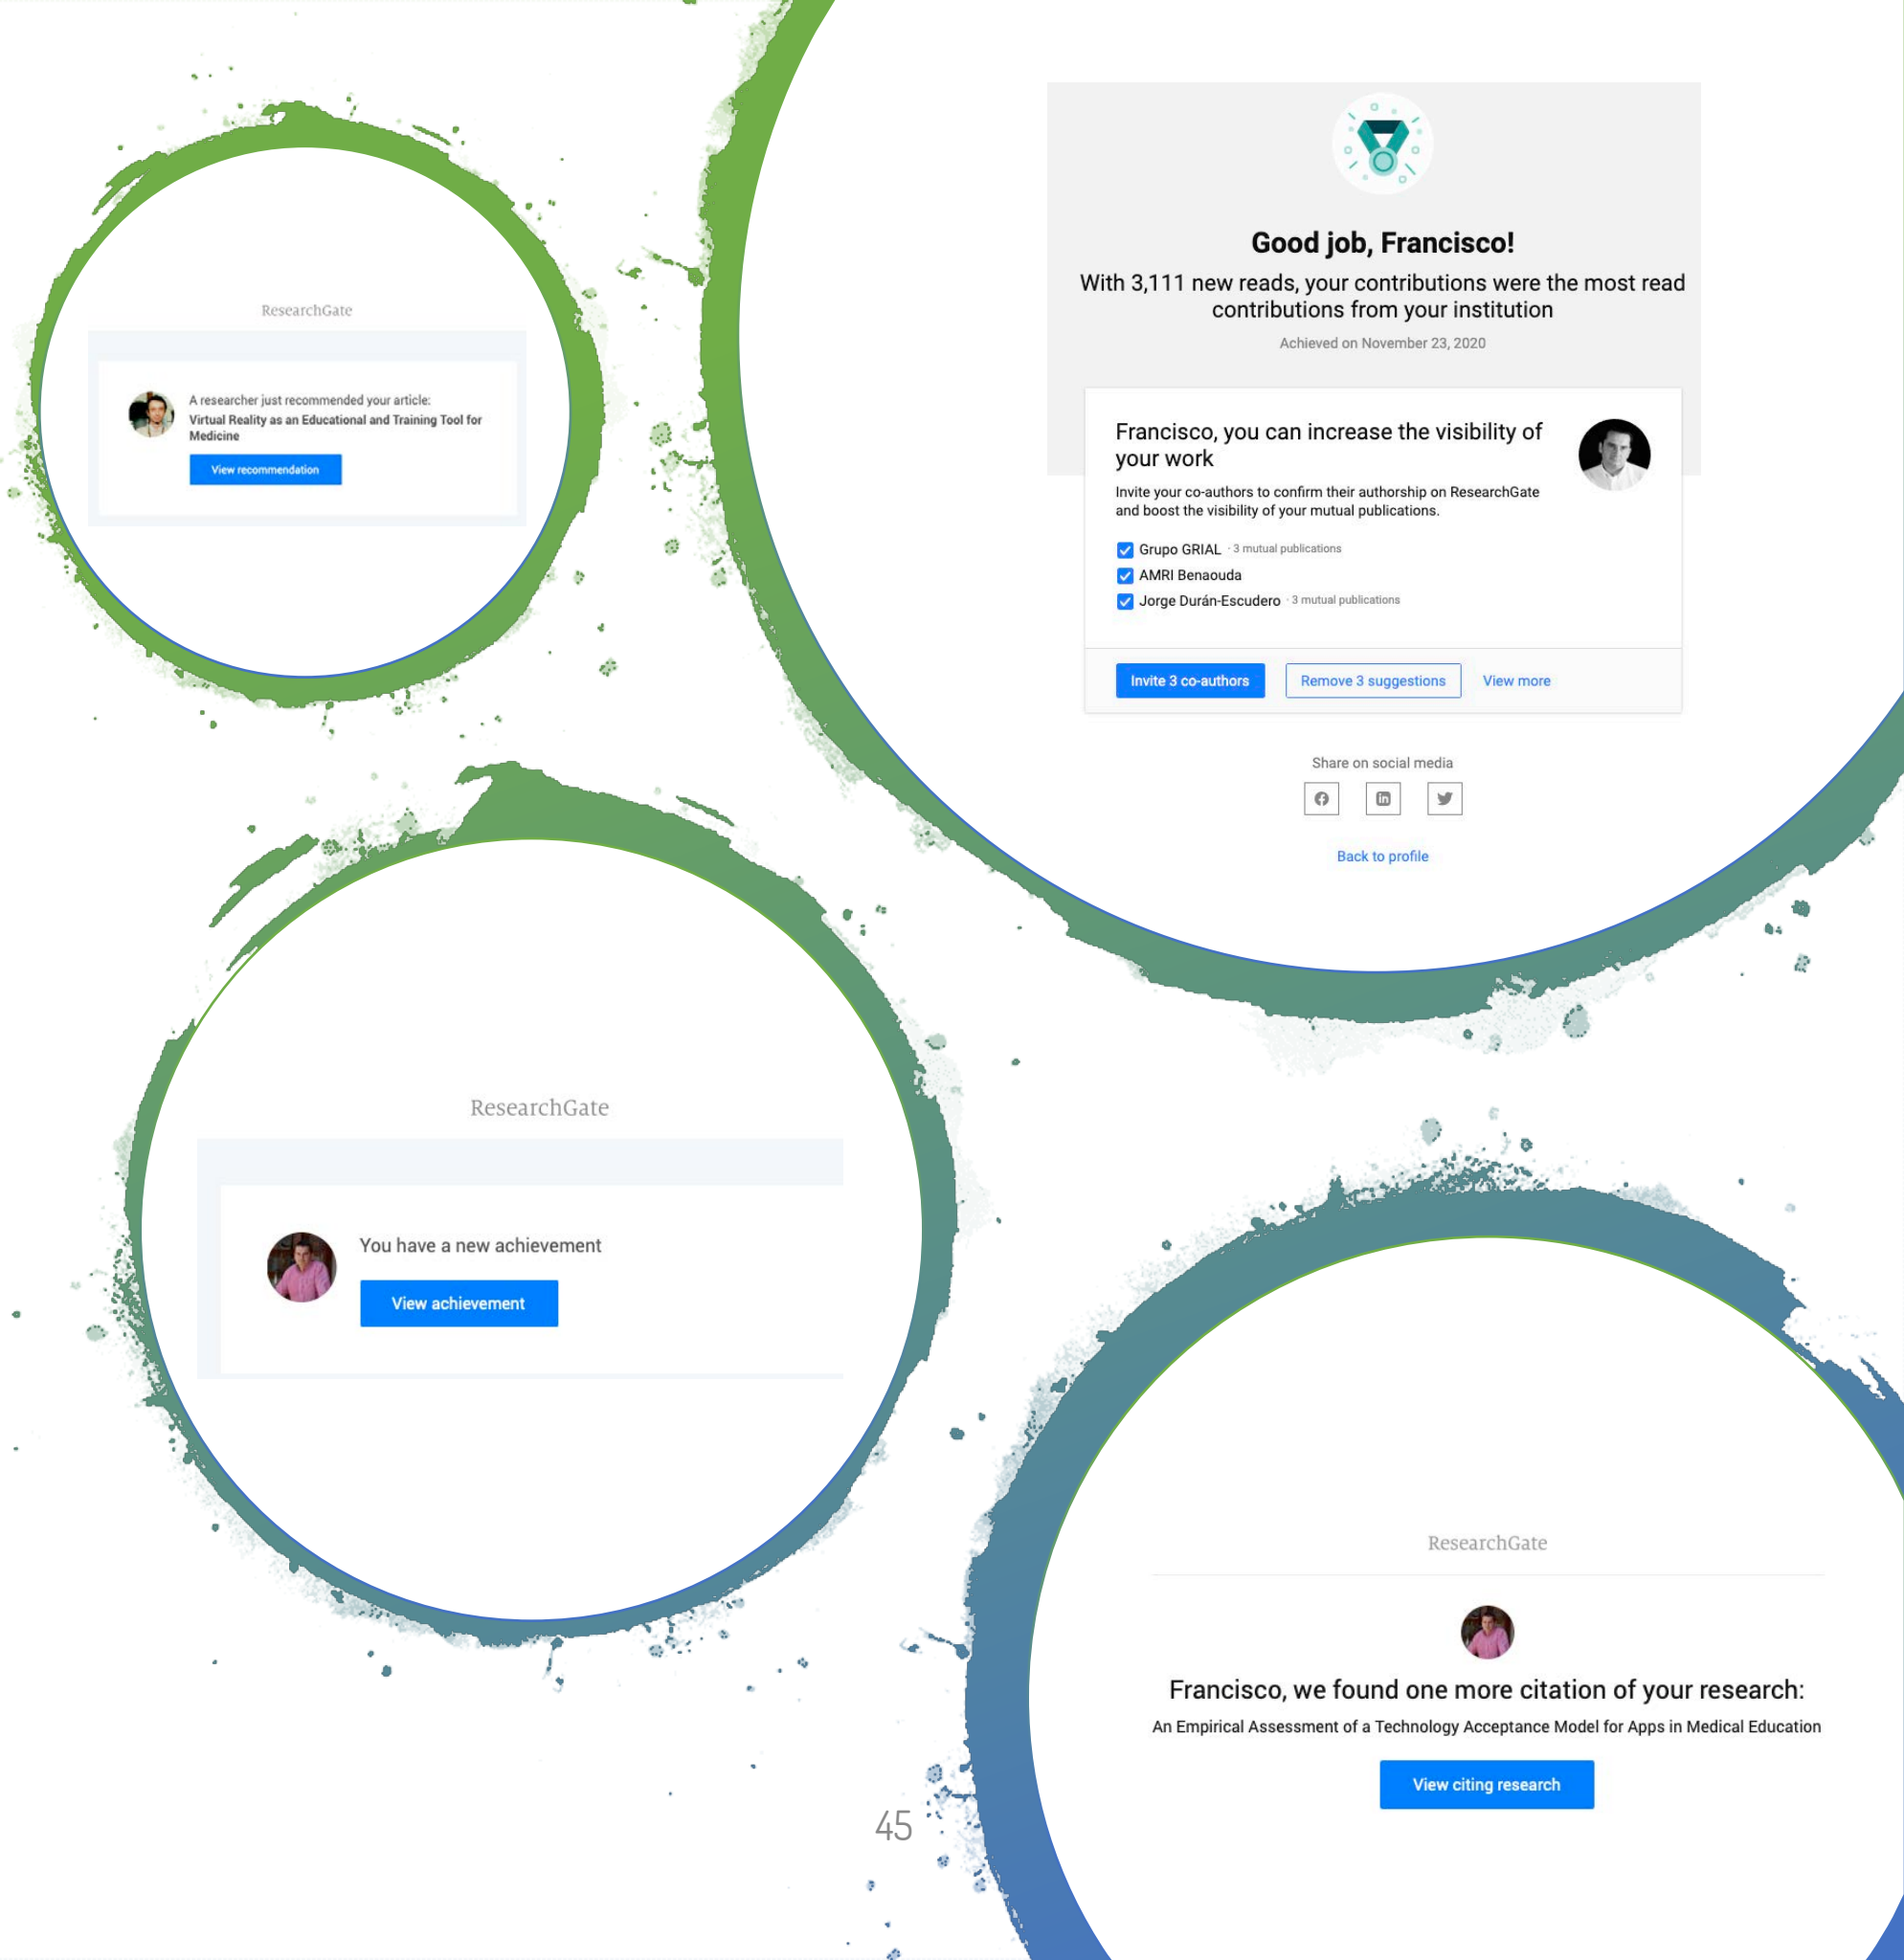 ResearchGate
A researcher just recommended your article:
Virtual Reality as an Educational and Training Tool for
Medicine
View recommendation
Good job, Francisco!
With 3,111 new reads, your contributions were the most read
contributions from your institution
Achieved on November 23, 2020
Francisco, you can increase the visibility of
your work
Invite your co-authors to confirm their authorship on ResearchGate
and boost the visibility of your mutual publications.
Grupo GRIAL · 3 mutual publications
AMRI Benaouda
Jorge Durán-Escudero · 3 mutual publications
Invite 3 co-authors Remove 3 suggestions View more
Share on social media
Back to profile
ResearchGate
You have a new achievement
View achievement
ResearchGate
Francisco, we found one more citation of your research:
An Empirical Assessment of a Technology Acceptance Model for Apps in Medical Education
View citing research
45